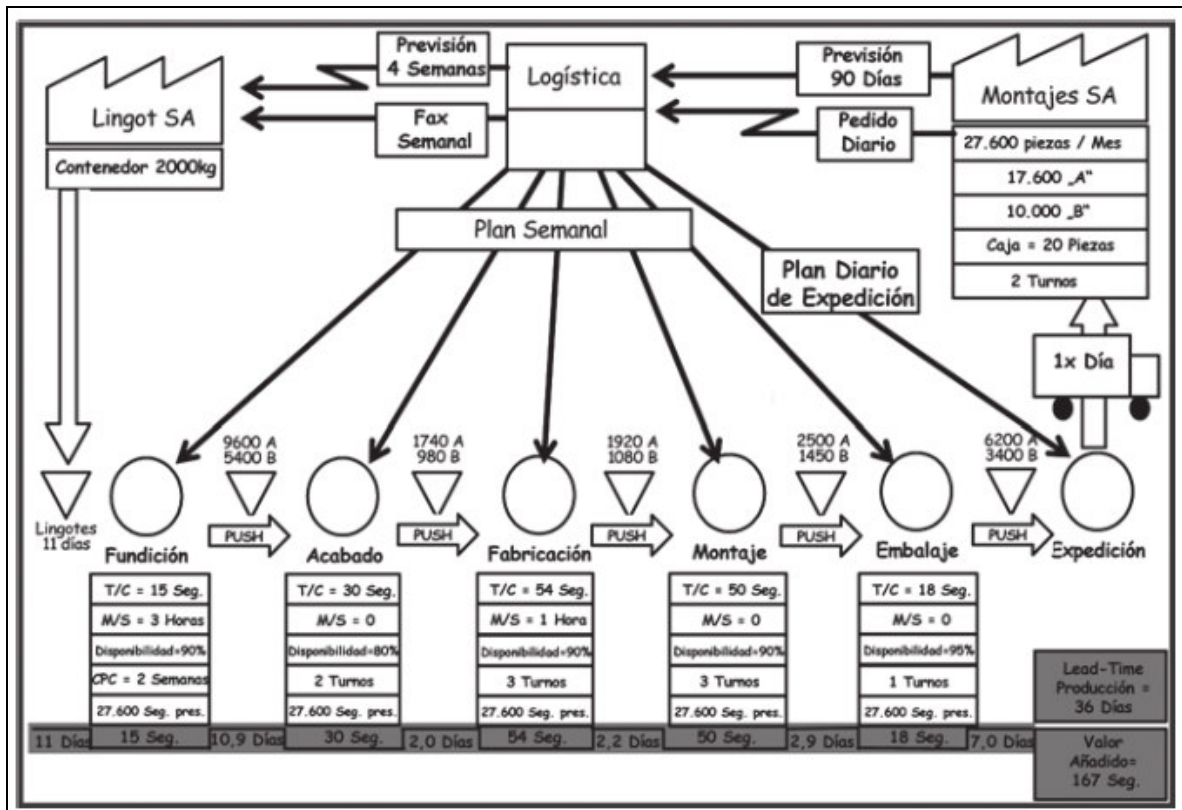 Lingot SA
Contenedor 2000kg
Previsión
4 Semanas
Fax
Semanal
Logística
Previsión
90 Días
Pedido
Diario
Montajes SA
27.600 piezas / Mes
17.600 „A“
10.000 „B“
Caja = 20 Piezas
2 Turnos
Plan Semanal
Plan Diario
de Expedición
1x Día
Lingotes
11 días
9600 A
5400 B
1740 A
980 B
1920 A
1080 B
2500 A
1450 B
6200 A
3400 B
PUSH
PUSH
PUSH
PUSH
PUSH
Fundición
Acabado
Fabricación
Montaje
Embalaje
Expedición
T/C = 15 Seg.
M/S = 3 Horas
Disponibilidad=90%
CPC = 2 Semanas
27.600 Seg. pres.
T/C = 30 Seg.
M/S = 0
Disponibilidad=80%
2 Turnos
27.600 Seg. pres.
T/C = 54 Seg.
M/S = 1 Hora
Disponibilidad=90%
3 Turnos
27.600 Seg. pres.
T/C = 50 Seg.
M/S = 0
Disponibilidad=90%
3 Turnos
27.600 Seg. pres.
T/C = 18 Seg.
M/S = 0
Disponibilidad=95%
1 Turnos
27.600 Seg. pres.
11 Días
15 Seg.
10,9 Días
30 Seg.
2,0 Días
54 Seg.
2,2 Días
50 Seg.
2,9 Días
18 Seg.
7,0 Días
Lead-Time
Producción =
36 Días
Valor
Añadido=
167 Seg.